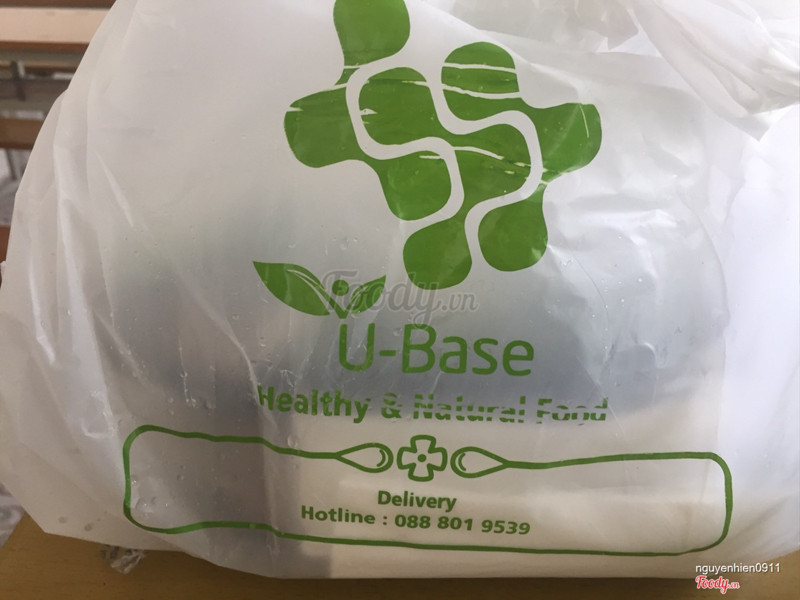 Foody.vn
U-Base
Healthy & Natural Food
Delivery
Hotline : 088 801 9539
nguyenhien0911
Foody.vn